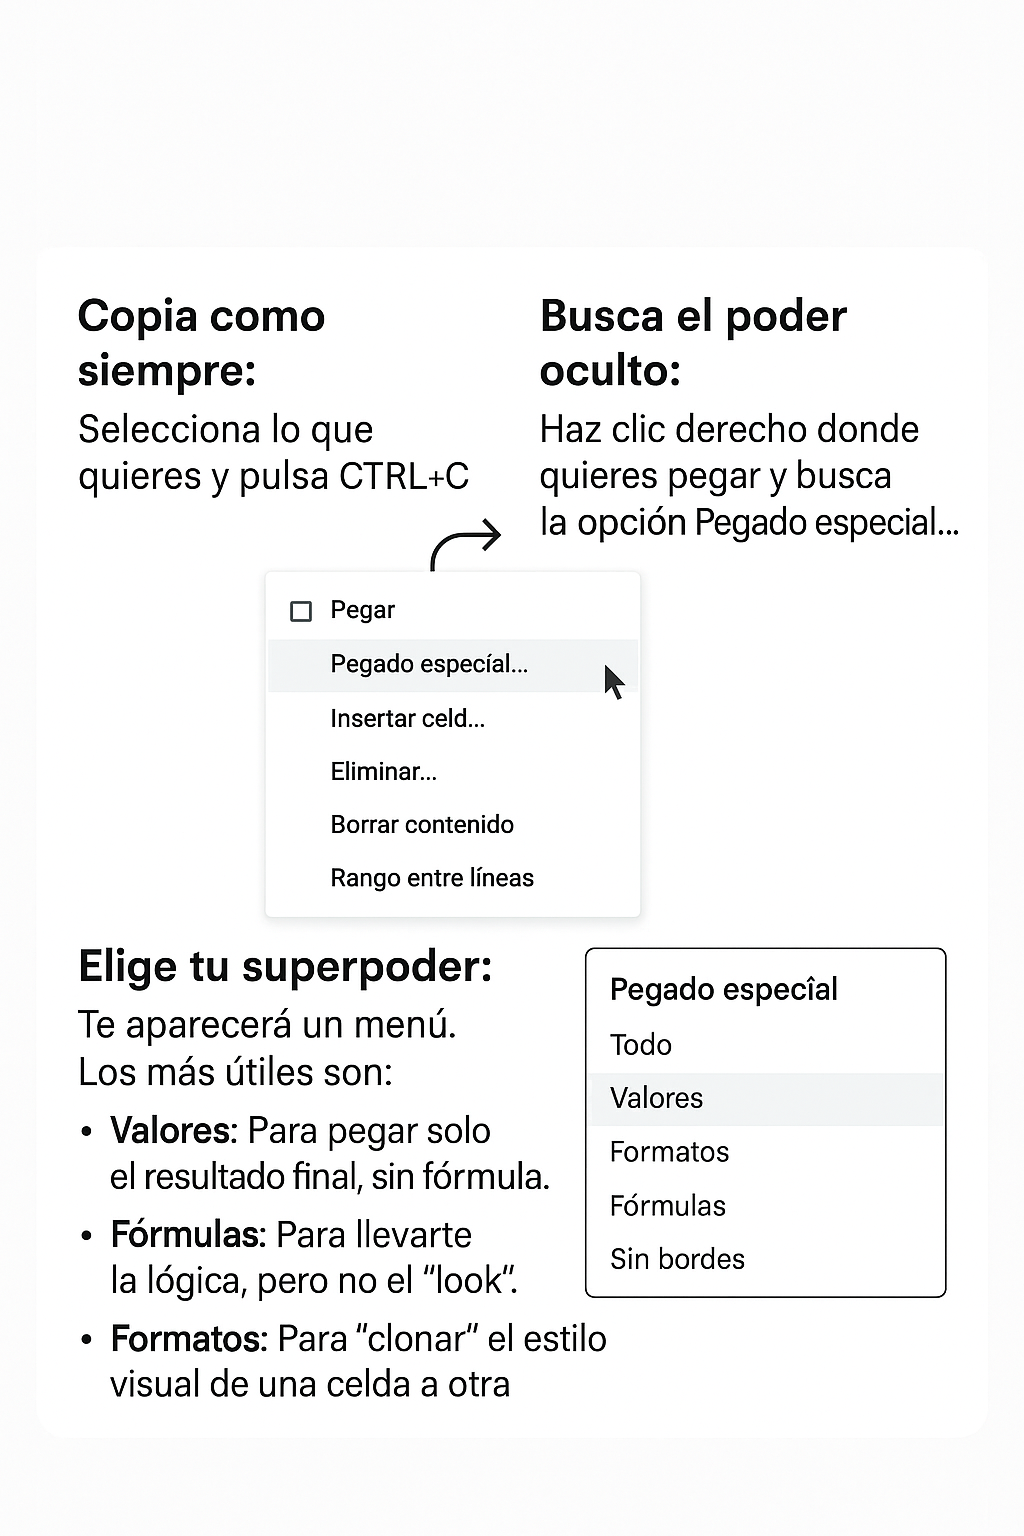 Copia como
siempre:
Selecciona lo que
quieres y pulsa CTRL+C
Busca el poder
oculto:
Haz clic derecho donde
quieres pegar y busca
la opción Pegado especial...
Pegar
Pegado especíal...
Insertar celd...
Eliminar...
Borrar contenido
Rango entre líneas
Elige tu superpoder:
Te aparecerá un menú.
Los más útiles son:
• Valores: Para pegar solo
el resultado final, sin fórmula.
• Fórmulas: Para llevarte
la lógica, pero no el “look”.
• Formatos: Para “clonar” el estilo
visual de una celda a otra
Pegado especîal
Todo
Valores
Formatos
Fórmulas
Sin bordes